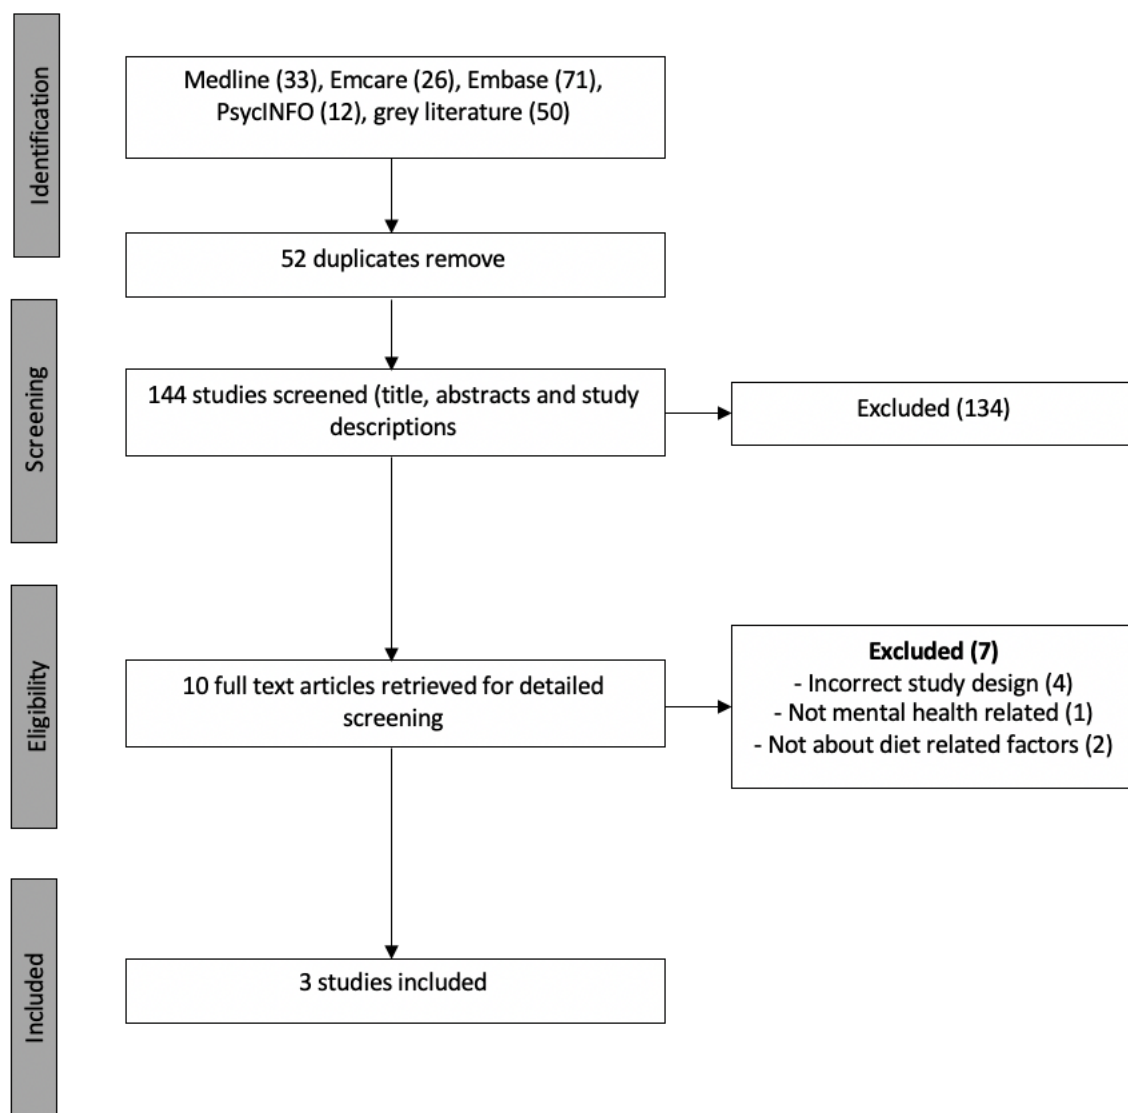 Identification
Medline (33), Emcare (26), Embase (71),
PsycINFO (12), grey literature (50)
52 duplicates remove
Screening
144 studies screened (title, abstracts and study
descriptions
Excluded (134)
Eligibility
10 full text articles retrieved for detailed
screening
Excluded (7)
- Incorrect study design (4)
- Not mental health related (1)
- Not about diet related factors (2)
Included
3 studies included